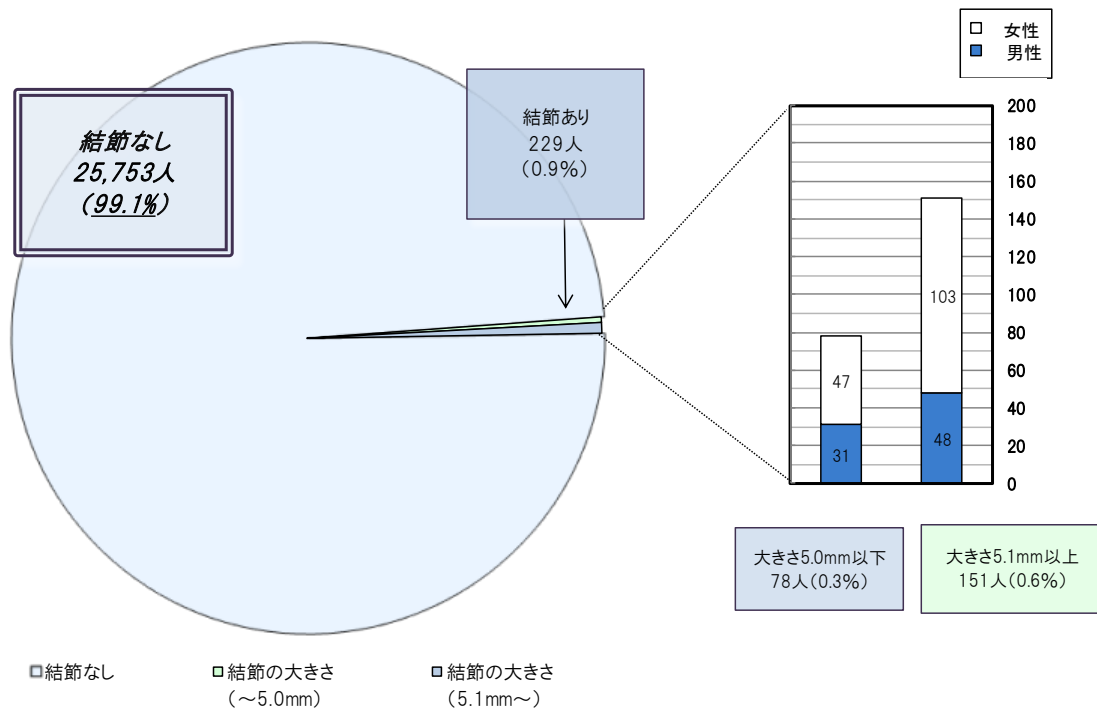 □ 女性
■ 男性
結節なし
25,753人
(99.1%)
結節あり
229人
(0.9%)
200
180
160
140
120
100
80
60
40
20
0
103
47
48
31
大きさ5.0mm以下
78人(0.3%)
大きさ5.1mm以上
151人(0.6%)
結節なし
結節の大きさ
(～5.0mm)
結節の大きさ
(5.1mm～)